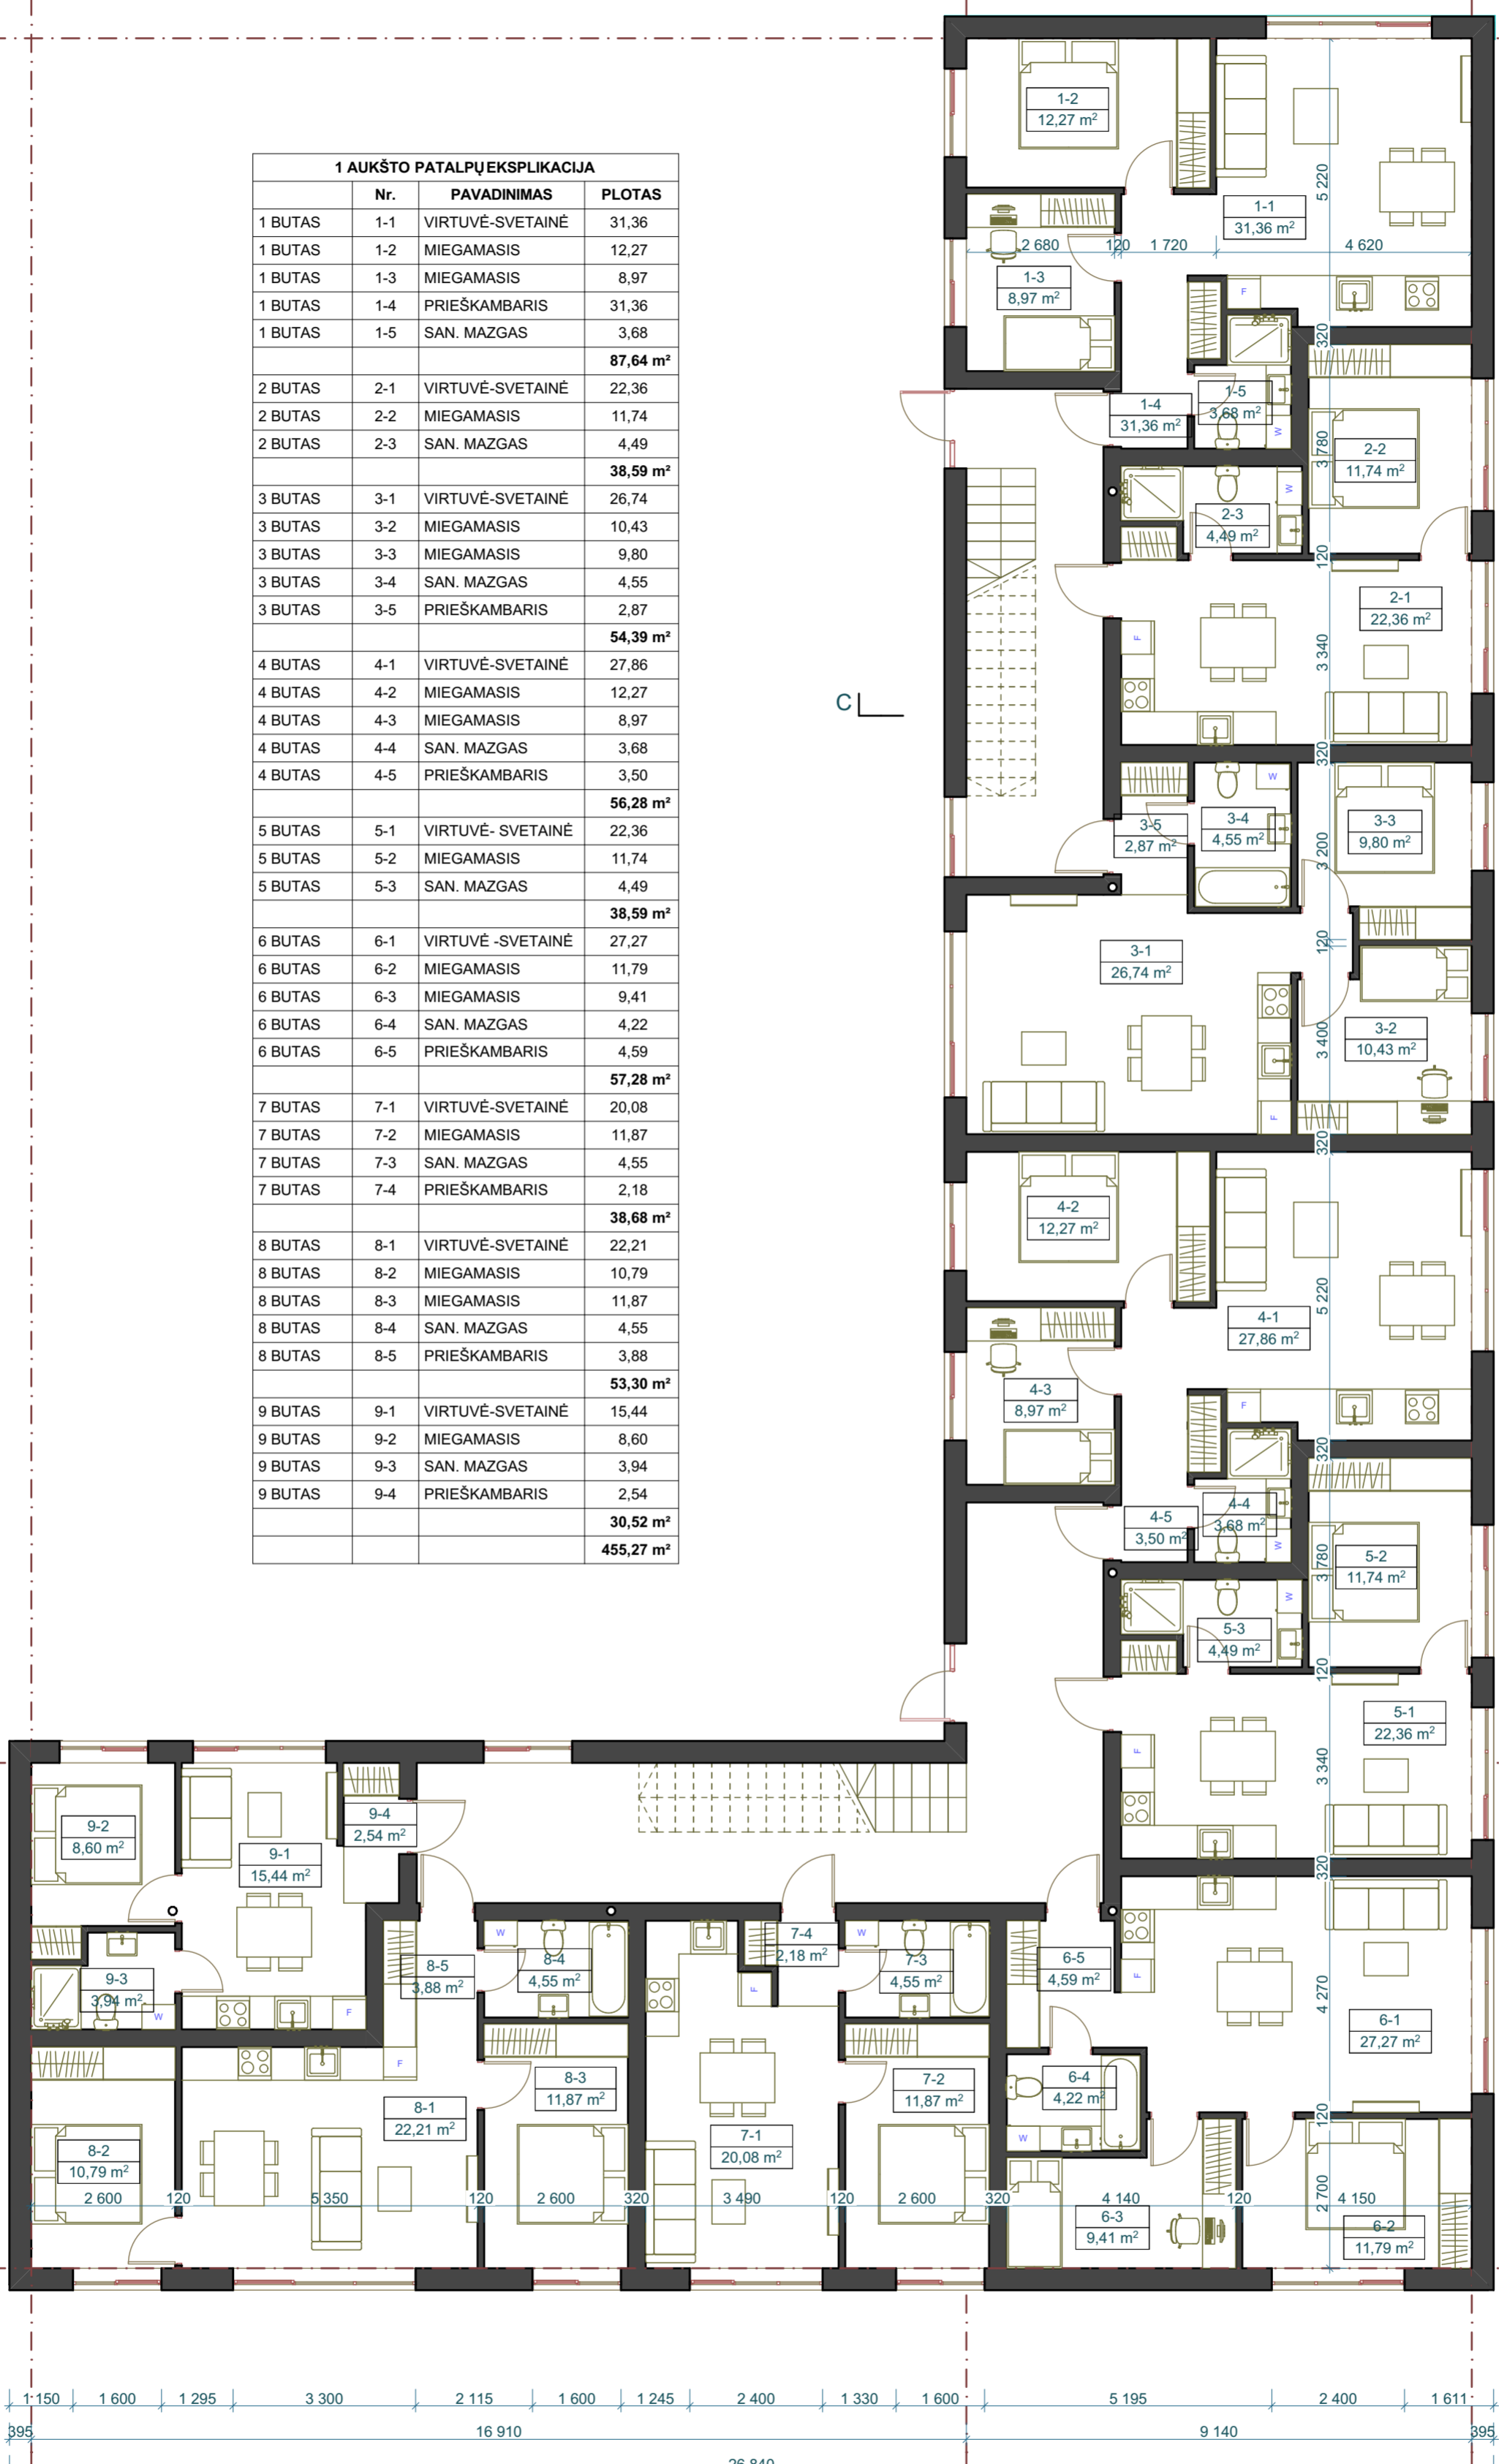 1 AUKŠTO PATALPŲ EKSPLIKACIJA
Nr. PAVADINIMAS PLOTAS
1 BUTAS 1-1 VIRTUVĖ-SVETAINĖ 31,36
1 BUTAS 1-2 MIEGAMASIS 12,27
1 BUTAS 1-3 MIEGAMASIS 8,97
1 BUTAS 1-4 PRIEŠKAMBARIS 31,36
1 BUTAS 1-5 SAN. MAZGAS 3,68
87,64 m²
2 BUTAS 2-1 VIRTUVĖ-SVETAINĖ 22,36
2 BUTAS 2-2 MIEGAMASIS 11,74
2 BUTAS 2-3 SAN. MAZGAS 4,49
38,59 m²
3 BUTAS 3-1 VIRTUVĖ-SVETAINĖ 26,74
3 BUTAS 3-2 MIEGAMASIS 10,43
3 BUTAS 3-3 MIEGAMASIS 9,80
3 BUTAS 3-4 SAN. MAZGAS 4,55
3 BUTAS 3-5 PRIEŠKAMBARIS 2,87
54,39 m²
4 BUTAS 4-1 VIRTUVĖ-SVETAINĖ 27,86
4 BUTAS 4-2 MIEGAMASIS 12,27
4 BUTAS 4-3 MIEGAMASIS 8,97
4 BUTAS 4-4 SAN. MAZGAS 3,68
4 BUTAS 4-5 PRIEŠKAMBARIS 3,50
56,28 m²
5 BUTAS 5-1 VIRTUVĖ- SVETAINĖ 22,36
5 BUTAS 5-2 MIEGAMASIS 11,74
5 BUTAS 5-3 SAN. MAZGAS 4,49
38,59 m²
6 BUTAS 6-1 VIRTUVĖ -SVETAINĖ 27,27
6 BUTAS 6-2 MIEGAMASIS 11,79
6 BUTAS 6-3 MIEGAMASIS 9,41
6 BUTAS 6-4 SAN. MAZGAS 4,22
6 BUTAS 6-5 PRIEŠKAMBARIS 4,59
57,28 m²
7 BUTAS 7-1 VIRTUVĖ-SVETAINĖ 20,08
7 BUTAS 7-2 MIEGAMASIS 11,87
7 BUTAS 7-3 SAN. MAZGAS 4,55
7 BUTAS 7-4 PRIEŠKAMBARIS 2,18
38,68 m²
8 BUTAS 8-1 VIRTUVĖ-SVETAINĖ 22,21
8 BUTAS 8-2 MIEGAMASIS 10,79
8 BUTAS 8-3 MIEGAMASIS 11,87
8 BUTAS 8-4 SAN. MAZGAS 4,55
8 BUTAS 8-5 PRIEŠKAMBARIS 3,88
53,30 m²
9 BUTAS 9-1 VIRTUVĖ-SVETAINĖ 15,44
9 BUTAS 9-2 MIEGAMASIS 8,60
9 BUTAS 9-3 SAN. MAZGAS 3,94
9 BUTAS 9-4 PRIEŠKAMBARIS 2,54
30,52 m²
455,27 m²
1-2
12,27 m²
5 220
1-1
31,36 m²
2 680 120 1 720 4 620
1-3
8,97 m²
F
320
1-4
31,36 m²
1-5
3,68 m²
W
3 780
2-2
11,74 m²
W
2-3
4,49 m²
120
2-1
22,36 m²
F
3 340
C
320
W
3-5
2,87 m²
3-4
4,55 m²
3-3
9,80 m²
3 200
120
3-1
26,74 m²
3 400
3-2
10,43 m²
F
320
4-2
12,27 m²
4-1
27,86 m²
5 220
4-3
8,97 m²
F
320
4-5
3,50 m²
4-4
3,68 m²
W
3 780
5-2
11,74 m²
W
5-3
4,49 m²
120
5-1
22,36 m²
F
3 340
320
9-2
8,60 m²
9-1
15,44 m²
9-4
2,54 m²
9-3
3,94 m²
W
F
8-5
3,88 m²
W
8-4
4,55 m²
7-4
2,18 m²
F
W
7-3
4,55 m²
6-5
4,59 m²
F
4 270
6-1
27,27 m²
F
8-3
11,87 m²
7-2
11,87 m²
6-4
4,22 m²
W
120
8-1
22,21 m²
8-2
10,79 m²
7-1
20,08 m²
2 700
2 600 120 5 350 120 2 600 320 3 490 120 2 600 320 4 140 120 4 150
6-3
9,41 m²
6-2
11,79 m²
1 150 1 600 1 295 3 300 2 115 1 600 1 245 2 400 1 330 1 600 5 195 2 400 1 611
395 16 910 9 140 395
26 840